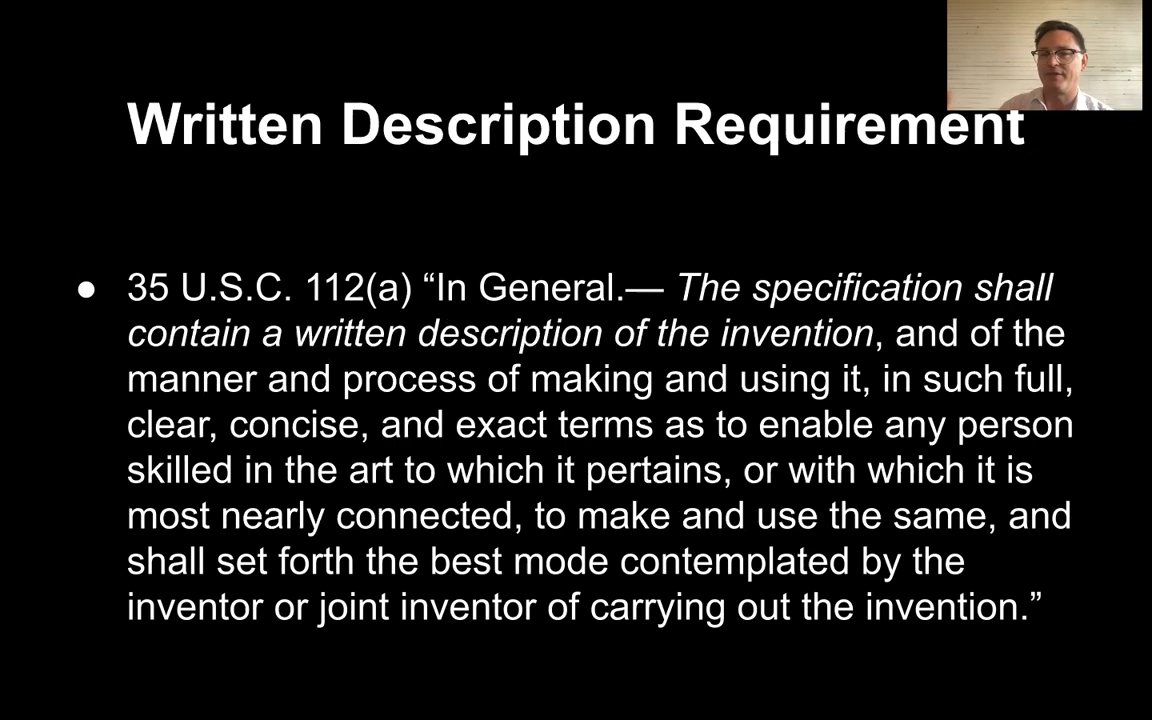 Written Description Requirement
● 35 U.S.C. 112(a) “In General.— The specification shall
contain a written description of the invention, and of the
manner and process of making and using it, in such full,
clear, concise, and exact terms as to enable any person
skilled in the art to which it pertains, or with which it is
most nearly connected, to make and use the same, and
shall set forth the best mode contemplated by the
inventor or joint inventor of carrying out the invention.”